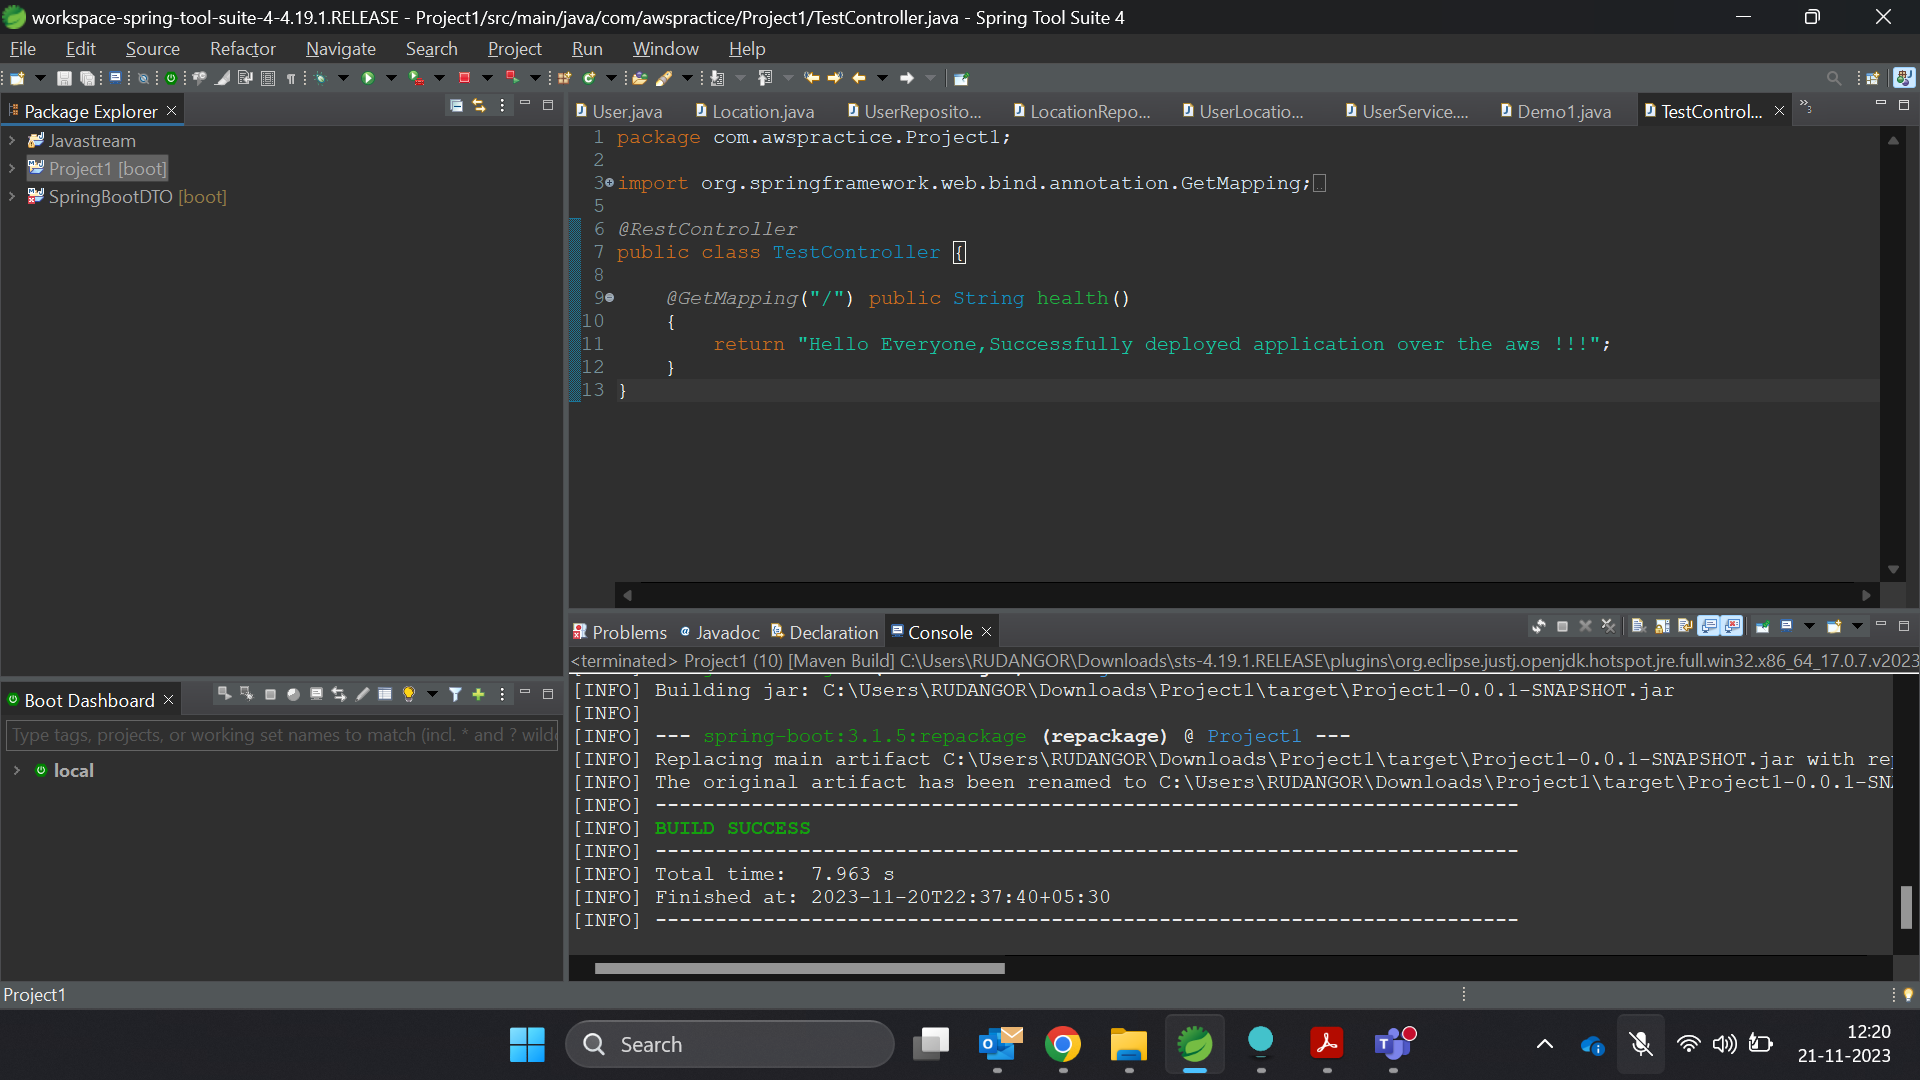 workspace-spring-tool-suite-4-4.19.1.RELEASE - Project1/src/main/java/com/awspractice/Project1/TestController.java - Spring Tool Suite 4
File Edit Source Refactor Navigate Search Project Run Window Help
Package Explorer
Javastream
Project1 [boot]
SpringBootDTO [boot]
User.java Location.java UserReposito... LocationRepo... UserLocatio... UserService.... Demo1.java TestControl... »3
1 package com.awspractice.Project1;
2
3 import org.springframework.web.bind.annotation.GetMapping;
5
6 @RestController
7 public class TestController {
8
9 @GetMapping("/") public String health()
10 {
11 return "Hello Everyone,Successfully deployed application over the aws !!!";
12 }
13 }
Problems Javadoc Declaration Console
<terminated> Project1 (10) [Maven Build] C:\Users\RUDANGOR\Downloads\sts-4.19.1.RELEASE\plugins\org.eclipse.justj.openjdk.hotspot.jre.full.win32.x86_64_17.0.7.v2023
[INFO] Building jar: C:\Users\RUDANGOR\Downloads\Project1\target\Project1-0.0.1-SNAPSHOT.jar
[INFO]
[INFO] --- spring-boot:3.1.5:repackage (repackage) @ Project1 ---
[INFO] Replacing main artifact C:\Users\RUDANGOR\Downloads\Project1\target\Project1-0.0.1-SNAPSHOT.jar with re
[INFO] The original artifact has been renamed to C:\Users\RUDANGOR\Downloads\Project1\target\Project1-0.0.1-SN
[INFO] ------------------------------------------------------------------------
[INFO] BUILD SUCCESS
[INFO] ------------------------------------------------------------------------
[INFO] Total time: 7.963 s
[INFO] Finished at: 2023-11-20T22:37:40+05:30
[INFO] ------------------------------------------------------------------------
Boot Dashboard
Type tags, projects, or working set names to match (incl. * and ? wild
local
Project1
Search
12:20
21-11-2023